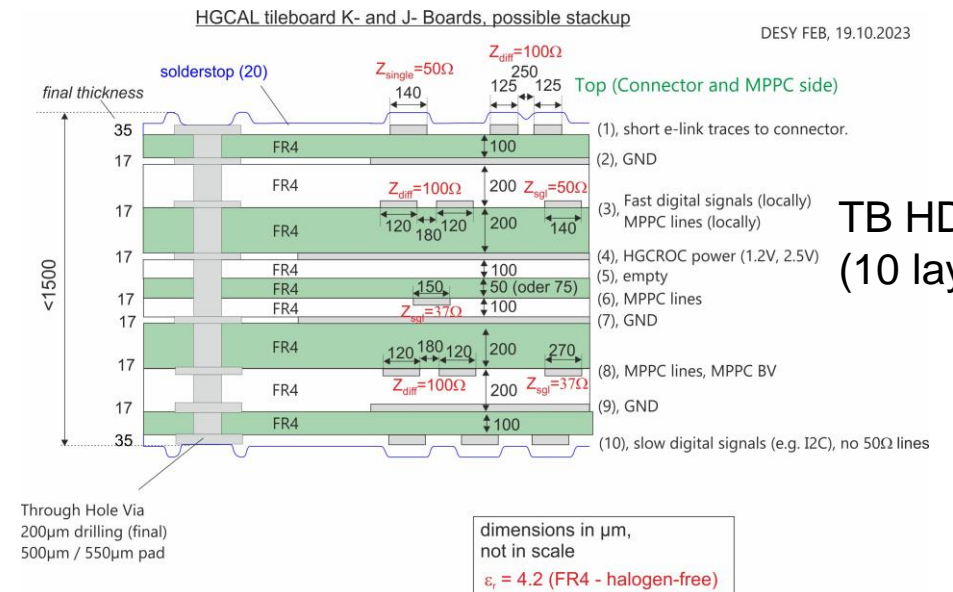 HGCAL tileboard K- and J- Boards, possible stackup
DESY FEB, 19.10.2023
solderstop (20)
final thickness
Zsingle=50Ω
140
Zdiff=100Ω
250
125 125
Top (Connector and MPPC side)
35
(1), short e-link traces to connector.
FR4
100
17
(2), GND
FR4
200
Zdiff=100Ω
Zsgl=50Ω
17
(3), Fast digital signals (locally)
MPPC lines (locally)
120 180 120
140
FR4
200
TB HD
(10 lay
17
(4), HGCROC power (1.2V, 2.5V)
FR4
100
(5), empty
FR4
150
50 (oder 75)
17
(6), MPPC lines
FR4
Zsgl=37Ω
100
17
(7), GND
FR4
120 180 120
200
270
17
(8), MPPC lines, MPPC BV
FR4
Zdiff=100Ω
200
Zsgl=37Ω
17
(9), GND
FR4
100
35
(10), slow digital signals (e.g. I2C), no 50Ω lines
<1500
Through Hole Via
200µm drilling (final)
500µm / 550µm pad
dimensions in µm,
not in scale
εr = 4.2 (FR4 - halogen-free)